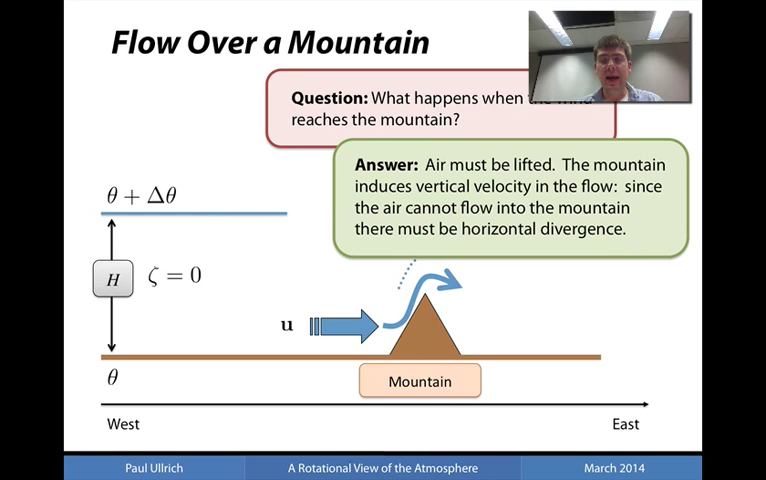 Flow Over a Mountain
Question: What happens when the wind
reaches the mountain?
Answer: Air must be lifted. The mountain
induces vertical velocity in the flow: since
the air cannot flow into the mountain
there must be horizontal divergence.
θ + Δθ
H
ζ = 0
u
θ
Mountain
West
East
Paul Ullrich
A Rotational View of the Atmosphere
March 2014